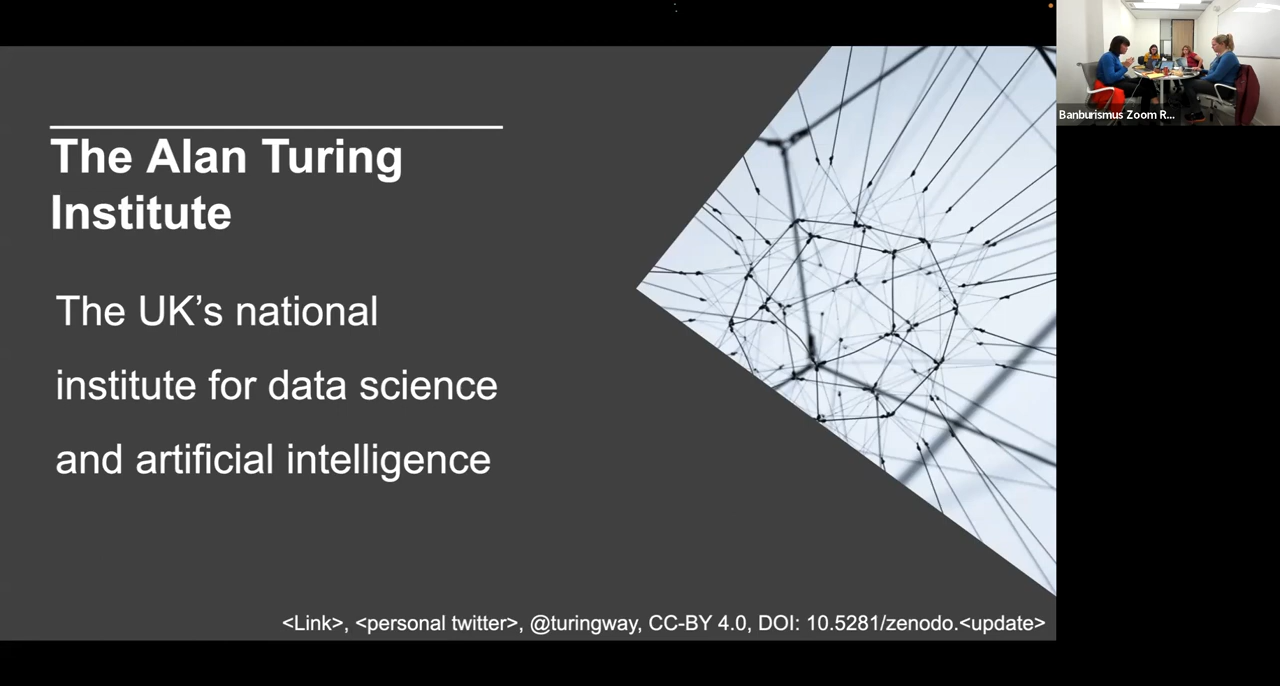 The Alan Turing
Institute
The UK’s national
institute for data science
and artificial intelligence
<Link>, <personal twitter>, @turingway, CC-BY 4.0, DOI: 10.5281/zenodo.<update>
Banburismus Zoom R...